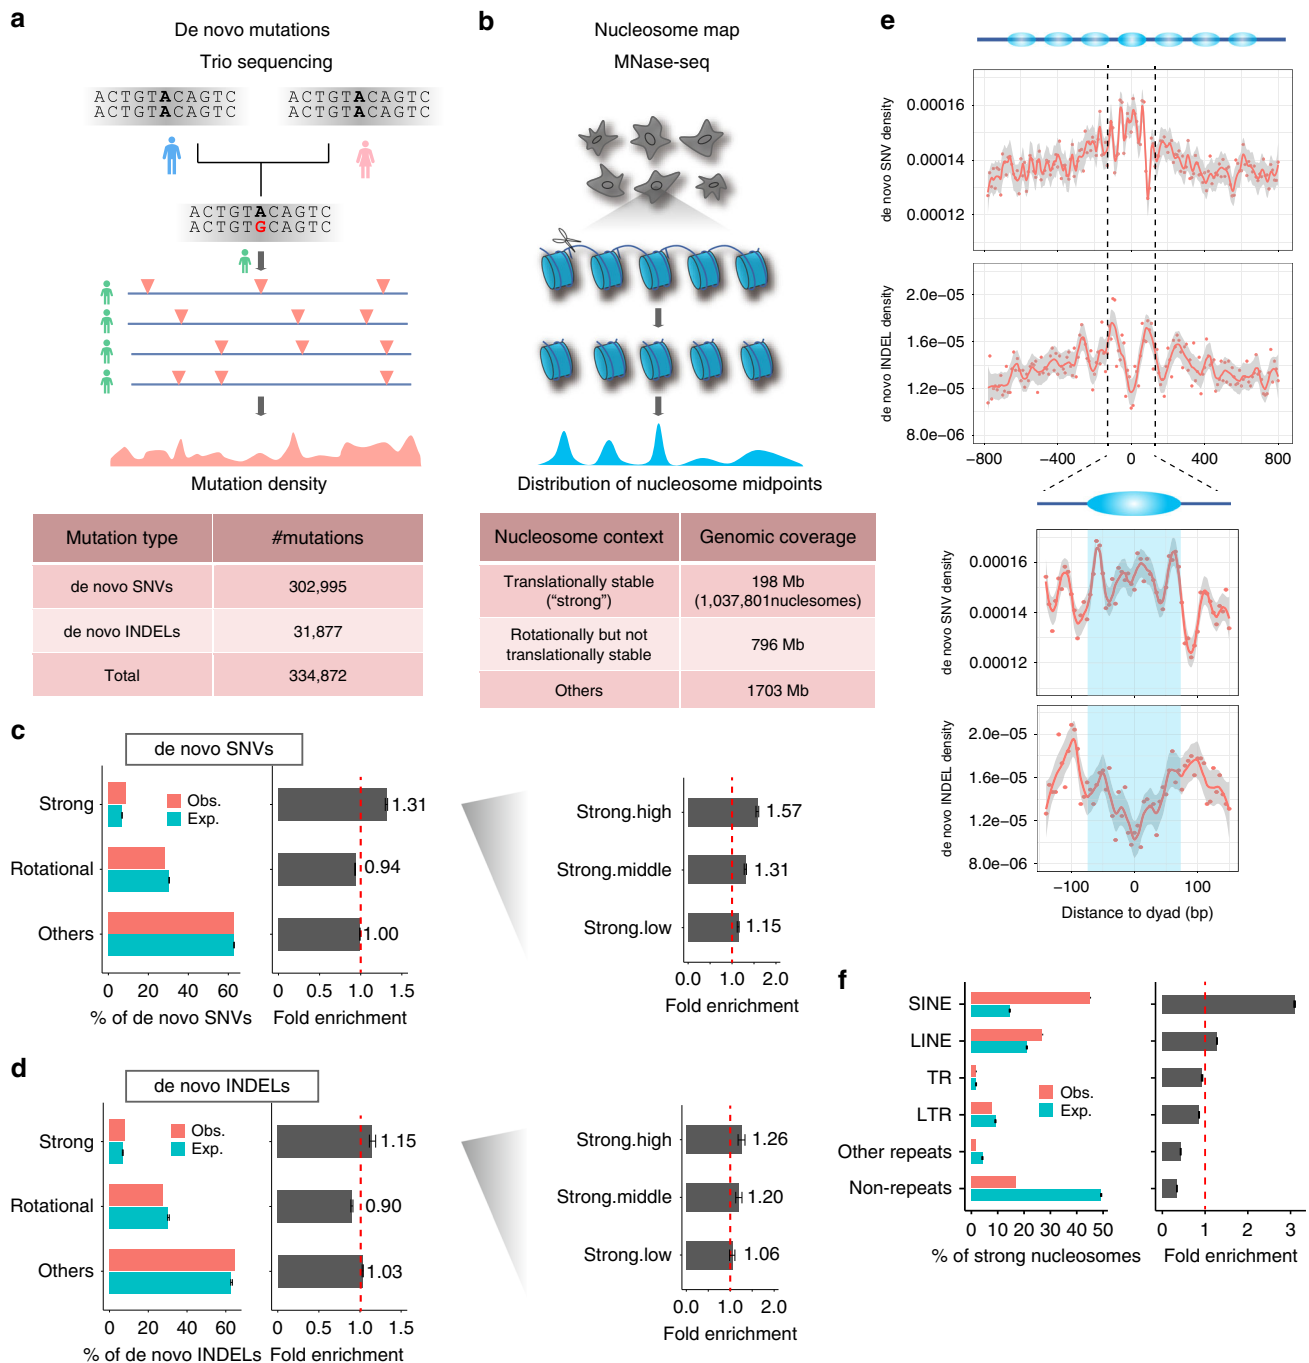 a
De novo mutations
Trio sequencing
ACTGTACAGTC
ACTGTACAGTC
ACTGTACAGTC
ACTGTACAGTC
ACTGTACAGTC
ACTGTGCAGTC
Mutation density
Mutation type #mutations
de novo SNVs 302,995
de novo INDELs 31,877
Total 334,872
b
Nucleosome map
MNase-seq
Distribution of nucleosome midpoints
Nucleosome context Genomic coverage
Translationally stable ("strong") 198 Mb (1,037,801nuclesomes)
Rotationally but not translationally stable 796 Mb
Others 1703 Mb
c
de novo SNVs
Strong
Rotational
Others
Obs.
Exp.
0 20 40 60
% of de novo SNVs
1.31
0.94
1.00
0 0.5 1.0 1.5
Fold enrichment
Strong.high 1.57
Strong.middle 1.31
Strong.low 1.15
0.0 1.0 2.0
Fold enrichment
d
de novo INDELs
Strong
Rotational
Others
Obs.
Exp.
0 20 40 60
% of de novo INDELs
1.15
0.90
1.03
0 0.5 1.0 1.5
Fold enrichment
Strong.high 1.26
Strong.middle 1.20
Strong.low 1.06
0.0 1.0 2.0
Fold enrichment
e
de novo SNV density
0.00016
0.00014
0.00012
de novo INDEL density
2.0e−05
1.6e−05
1.2e−05
8.0e−06
−800 −400 0 400 800
de novo SNV density
0.00016
0.00014
0.00012
de novo INDEL density
2.0e−05
1.6e−05
1.2e−05
8.0e−06
−100 0 100
Distance to dyad (bp)
f
SINE
LINE
TR
LTR
Other repeats
Non-repeats
Obs.
Exp.
0 10 20 30 40 50
% of strong nucleosomes
0 1 2 3
Fold enrichment